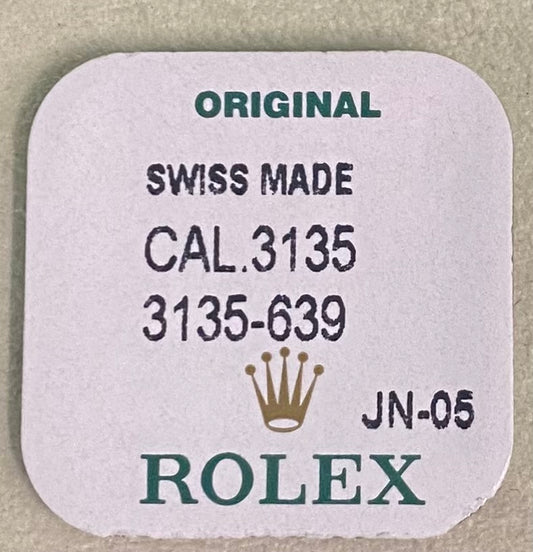 ORIGINAL
SWISS MADE
CAL.3135
3135-639
JN-05
ROLEX